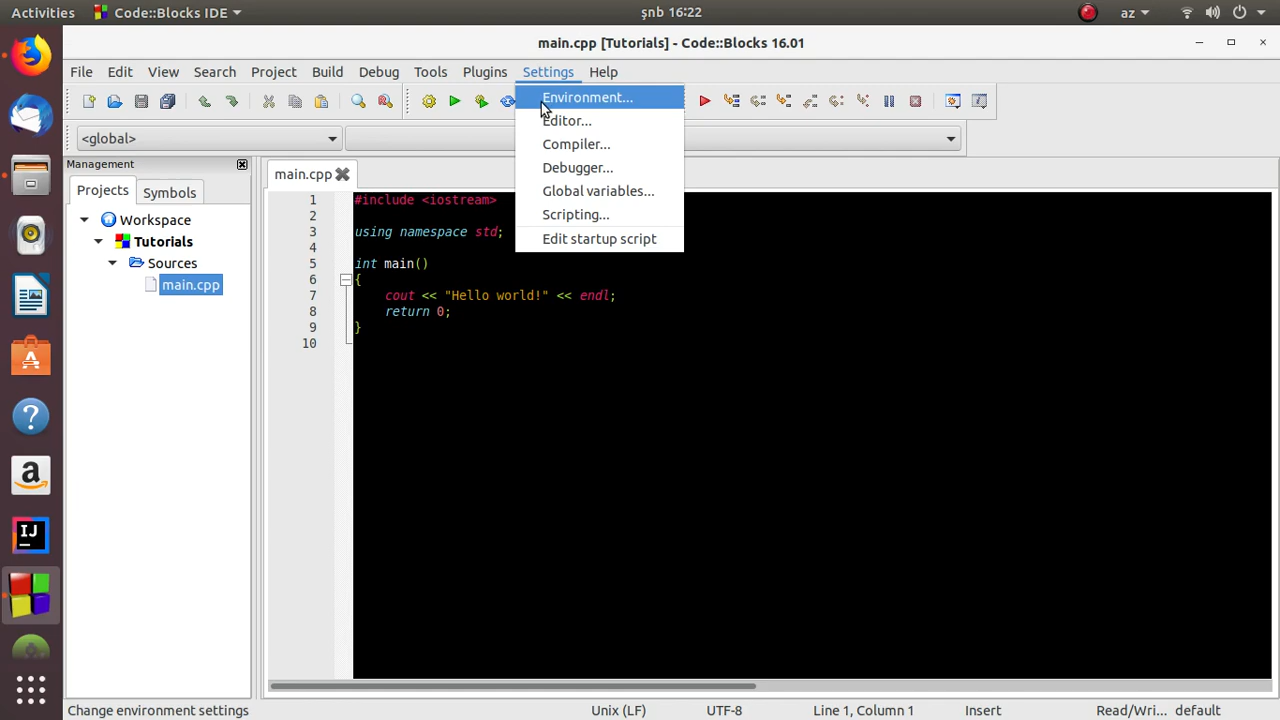 Activities Code::Blocks IDE şnb 16:22 az
main.cpp [Tutorials] - Code::Blocks 16.01
File Edit View Search Project Build Debug Tools Plugins Settings Help
Environment...
Editor...
Compiler...
Debugger...
Global variables...
Scripting...
Edit startup script
<global>
Management
Projects Symbols
Workspace
Tutorials
Sources
main.cpp
main.cpp
1 #include <iostream>
2
3 using namespace std;
4
5 int main()
6 {
7 cout << "Hello world!" << endl;
8 return 0;
9 }
10
Change environment settings Unix (LF) UTF-8 Line 1, Column 1 Insert Read/Wri... default